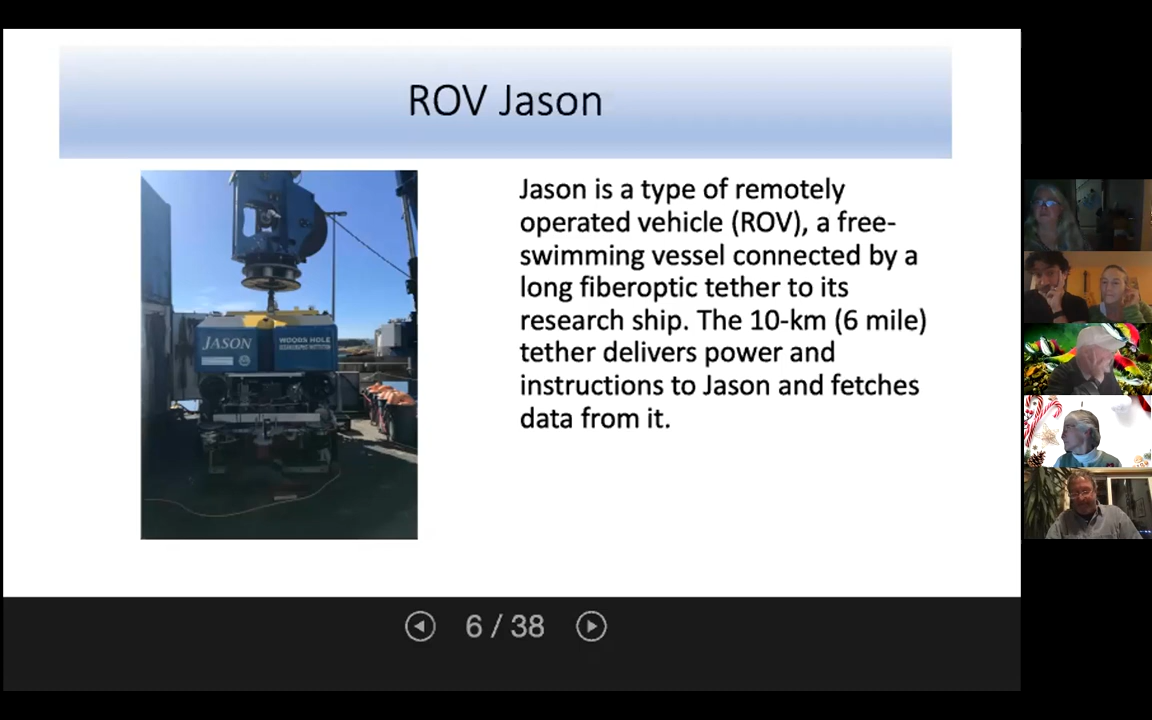 ROV Jason
JASON
WOODS HOLE
Jason is a type of remotely
operated vehicle (ROV), a free-
swimming vessel connected by a
long fiberoptic tether to its
research ship. The 10-km (6 mile)
tether delivers power and
instructions to Jason and fetches
data from it.
6 / 38